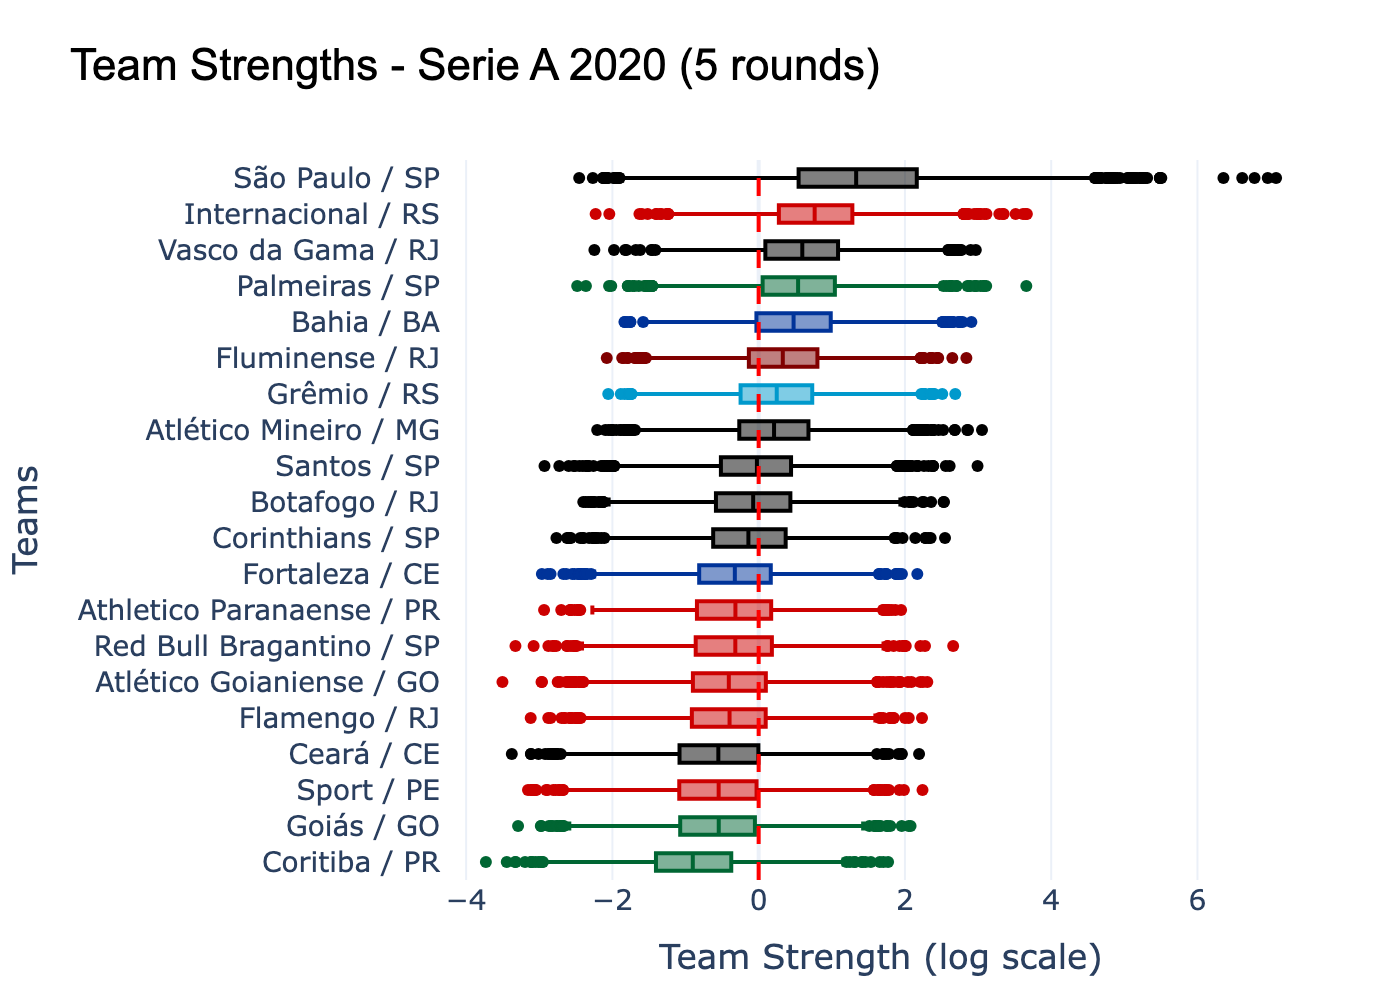 Team Strengths - Serie A 2020 (5 rounds)
São Paulo / SP
Internacional / RS
Vasco da Gama / RJ
Palmeiras / SP
Bahia / BA
Fluminense / RJ
Grêmio / RS
Atlético Mineiro / MG
Santos / SP
Botafogo / RJ
Corinthians / SP
Fortaleza / CE
Athletico Paranaense / PR
Red Bull Bragantino / SP
Atlético Goianiense / GO
Flamengo / RJ
Ceará / CE
Sport / PE
Goiás / GO
Coritiba / PR
Teams
−4 −2 0 2 4 6
Team Strength (log scale)